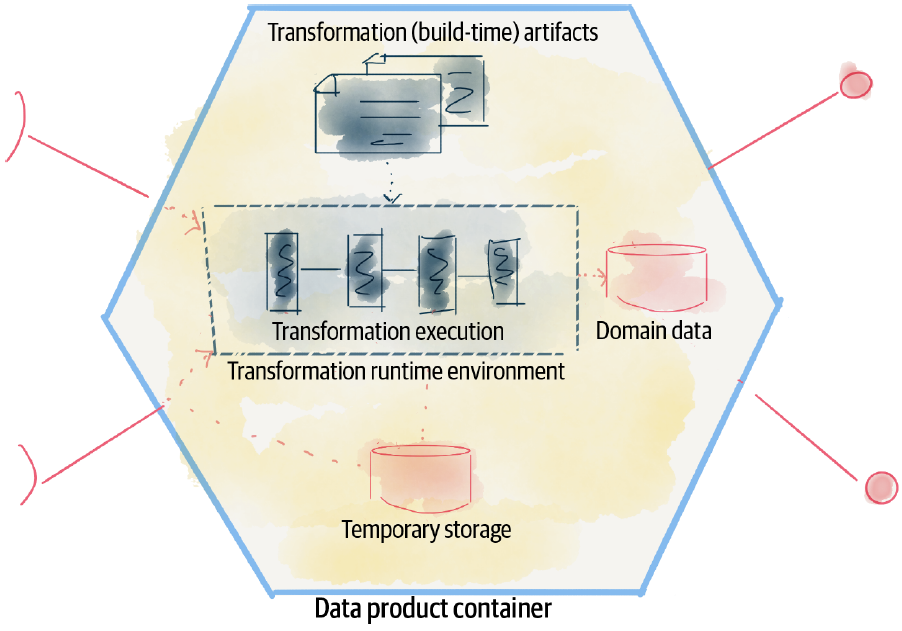 Transformation (build-time) artifacts
Transformation execution
Domain data
Transformation runtime environment
Temporary storage
Data product container